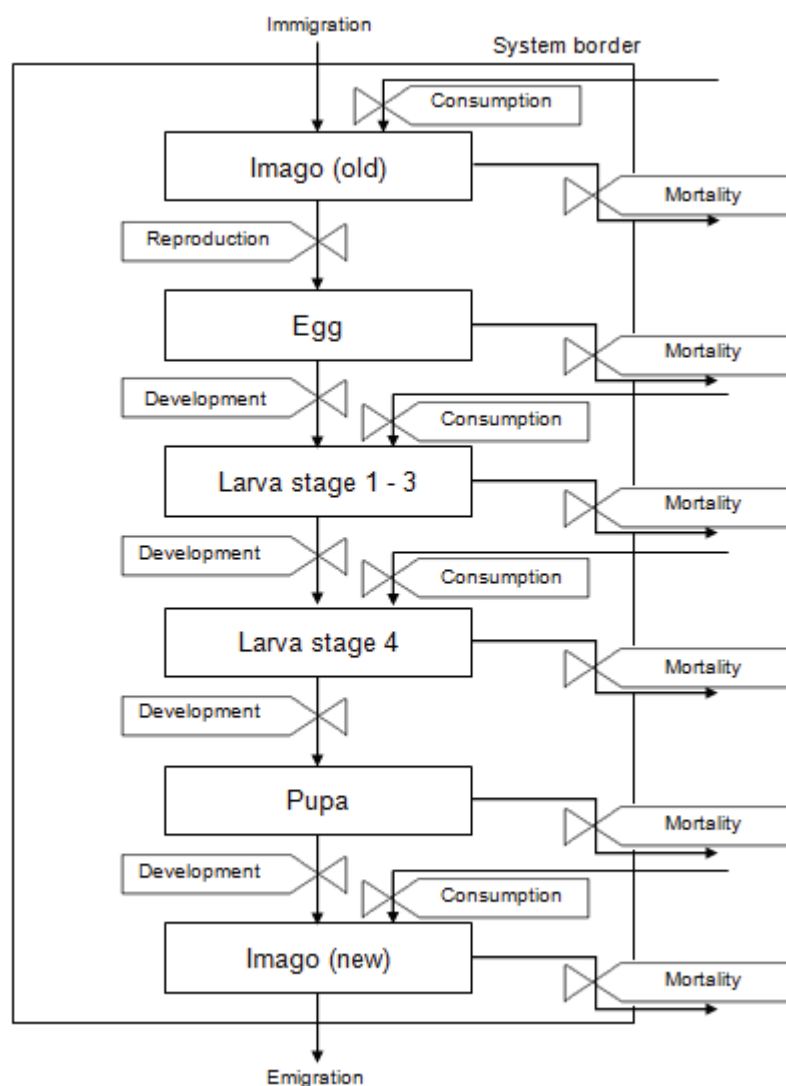 Immigration
System border
Consumption
Imago (old)
Mortality
Reproduction
Egg
Mortality
Development
Consumption
Larva stage 1 - 3
Mortality
Development
Consumption
Larva stage 4
Mortality
Development
Pupa
Mortality
Development
Consumption
Imago (new)
Mortality
Emigration